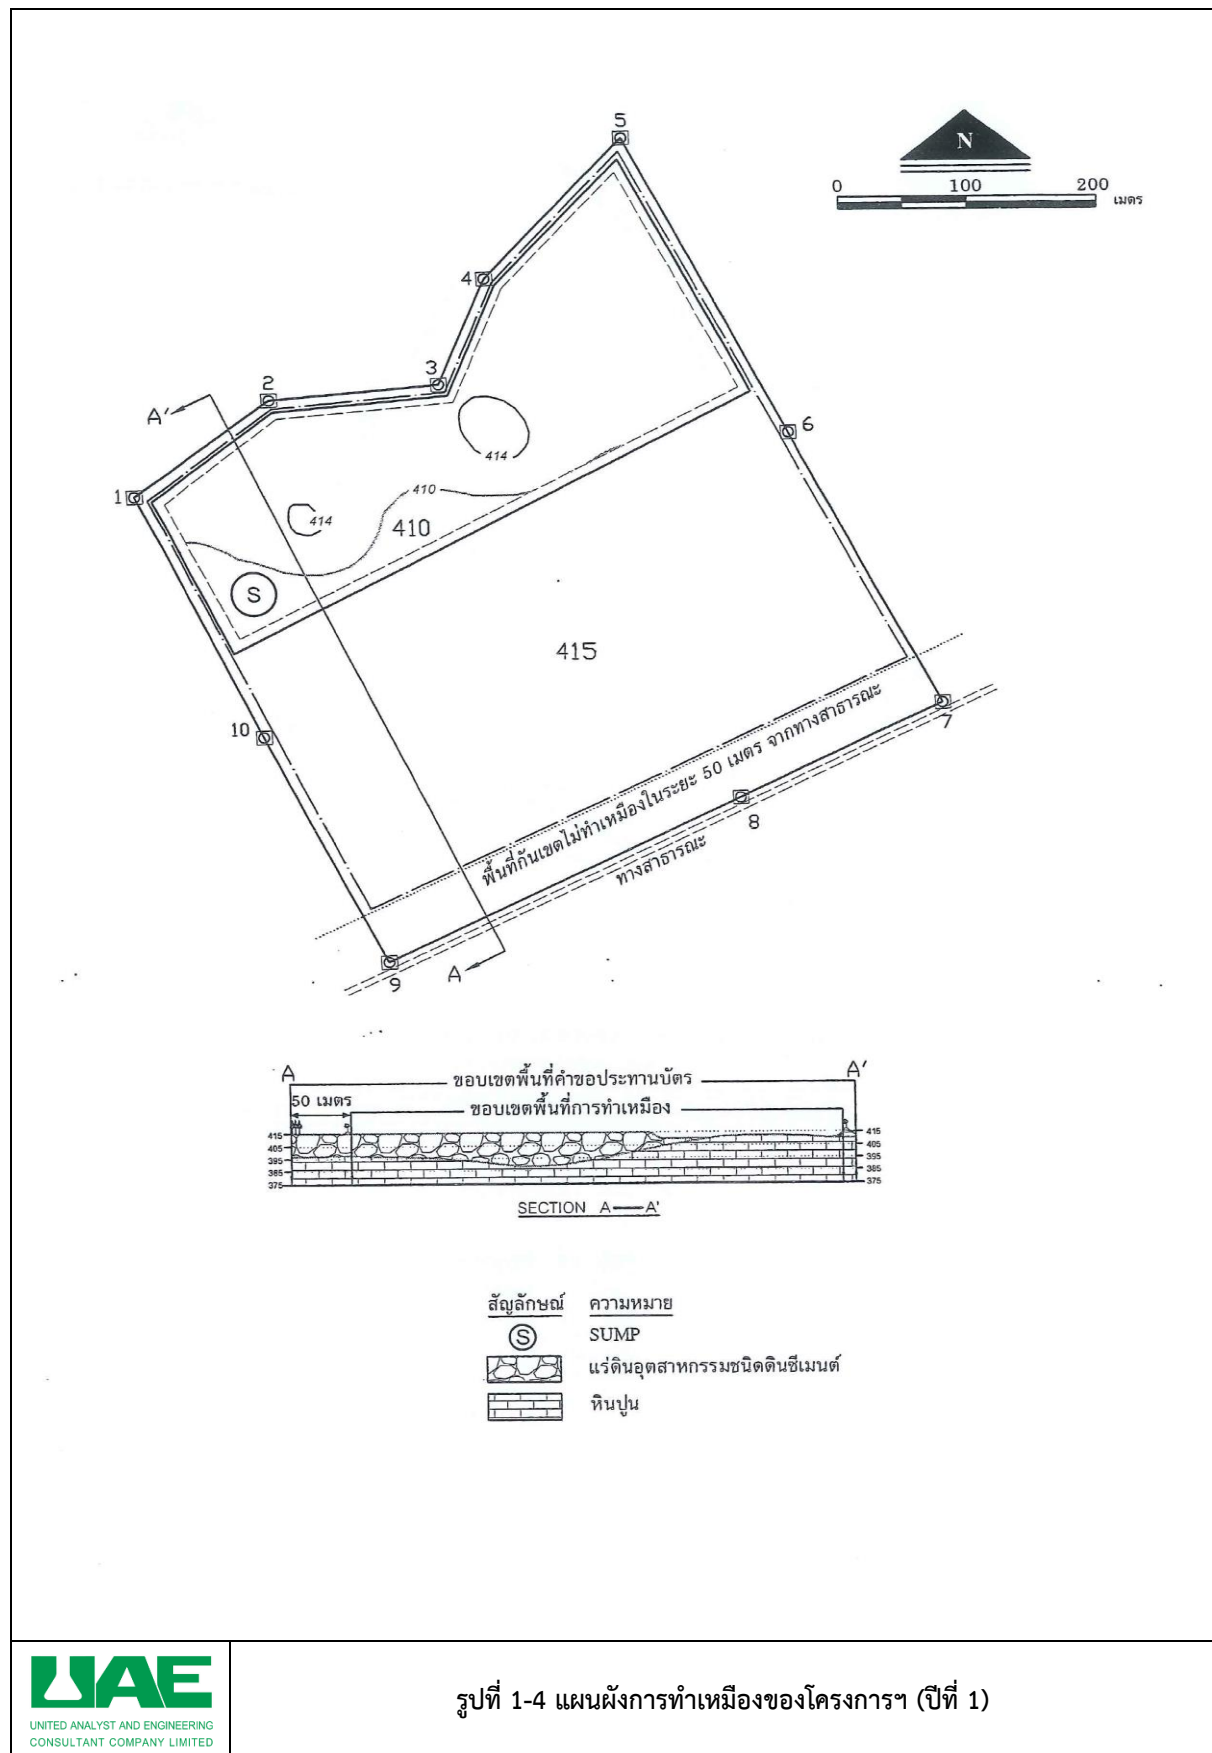 5
N
0 100 200
เมตร
4
3
2
A'
6
414
1
410
414
410
S
415
10
7
พื้นที่กันเขตไม่ทำเหมืองในระยะ 50 เมตร จากทางสาธารณะ
8
ทางสาธารณะ
A
9
A A'
ขอบเขตพื้นที่คำขอประทานบัตร
50 เมตร
ขอบเขตพื้นที่การทำเหมือง
415 415
405 405
395 395
385 385
375 375
SECTION A — A'
สัญลักษณ์ ความหมาย
S SUMP
แร่ดินอุตสาหกรรมชนิดดินซีเมนต์
หินปูน
UAE
UNITED ANALYST AND ENGINEERING
CONSULTANT COMPANY LIMITED
รูปที่ 1-4 แผนผังการทำเหมืองของโครงการฯ (ปีที่ 1)